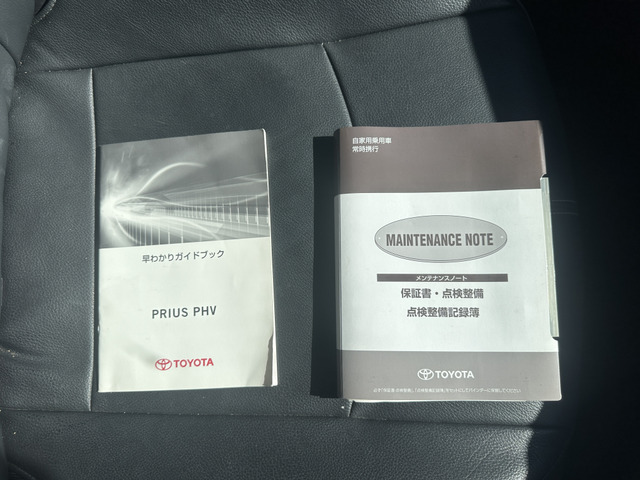 早わかりガイドブック
PRIUS PHV
TOYOTA
自家用乗用車
常時携行
MAINTENANCE NOTE
メンテナンスノート
保証書・点検整備
点検整備記録簿
TOYOTA